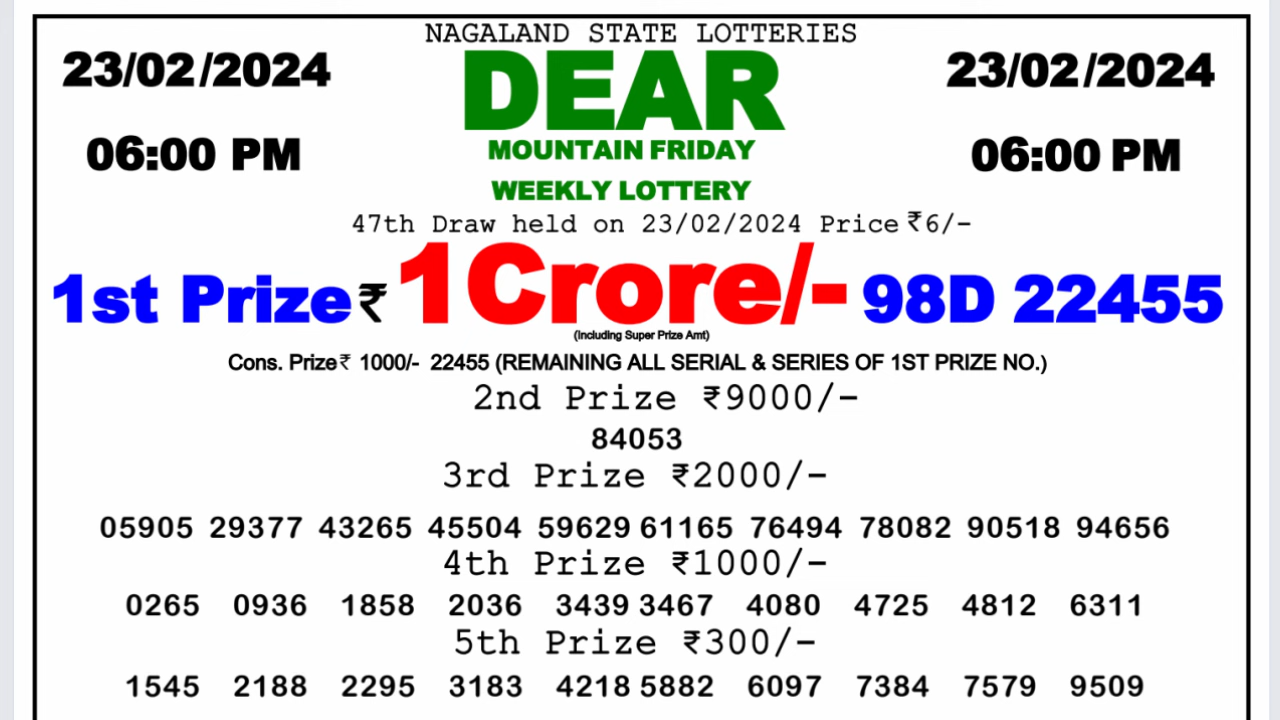 NAGALAND STATE LOTTERIES
23/02/2024 DEAR 23/02/2024
MOUNTAIN FRIDAY
06:00 PM 06:00 PM
WEEKLY LOTTERY
47th Draw held on 23/02/2024 Price ₹6/-
1st Prize ₹ 1Crore/- 98D 22455
(Including Super Prize Amt)
Cons. Prize ₹ 1000/- 22455 (REMAINING ALL SERIAL & SERIES OF 1ST PRIZE NO.)
2nd Prize ₹9000/-
84053
3rd Prize ₹2000/-
05905 29377 43265 45504 59629 61165 76494 78082 90518 94656
4th Prize ₹1000/-
0265 0936 1858 2036 3439 3467 4080 4725 4812 6311
5th Prize ₹300/-
1545 2188 2295 3183 4218 5882 6097 7384 7579 9509